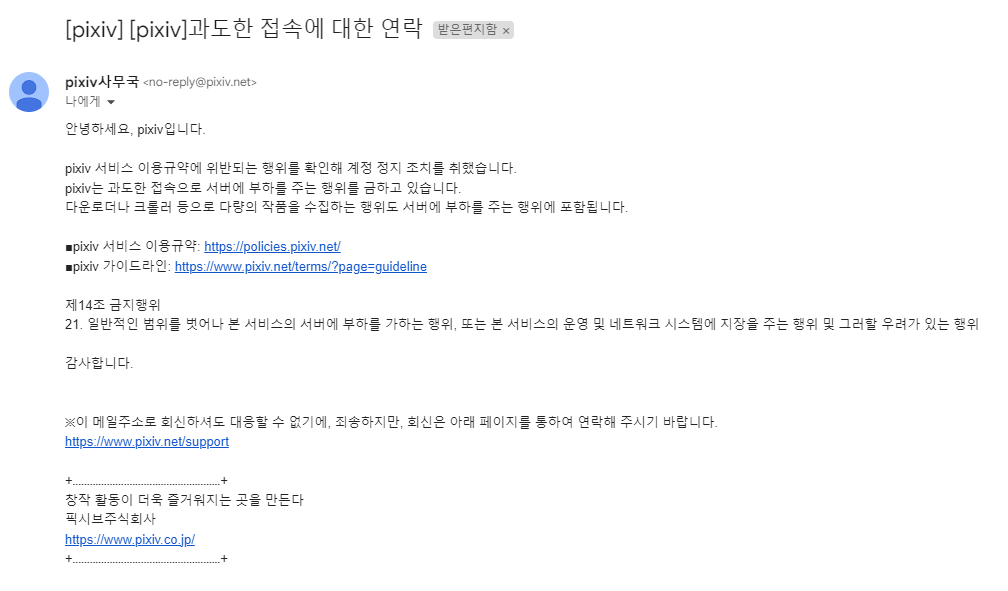 [pixiv] [pixiv]과도한 접속에 대한 연락 받은편지함 ×
pixiv사무국 <no-reply@pixiv.net>
나에게
안녕하세요, pixiv입니다.
pixiv 서비스 이용규약에 위반되는 행위를 확인해 계정 정지 조치를 취했습니다.
pixiv는 과도한 접속으로 서버에 부하를 주는 행위를 금하고 있습니다.
다운로더나 크롤러 등으로 다량의 작품을 수집하는 행위도 서버에 부하를 주는 행위에 포함됩니다.
■pixiv 서비스 이용규약: https://policies.pixiv.net/
■pixiv 가이드라인: https://www.pixiv.net/terms/?page=guideline
제14조 금지행위
21. 일반적인 범위를 벗어나 본 서비스의 서버에 부하를 가하는 행위, 또는 본 서비스의 운영 및 네트워크 시스템에 지장을 주는 행위 및 그러할 우려가 있는 행위
감사합니다.
※이 메일주소로 회신하셔도 대응할 수 없기에, 죄송하지만, 회신은 아래 페이지를 통하여 연락해 주시기 바랍니다.
https://www.pixiv.net/support
+....................................................+
창작 활동이 더욱 즐거워지는 곳을 만든다
픽시브주식회사
https://www.pixiv.co.jp/
+....................................................+